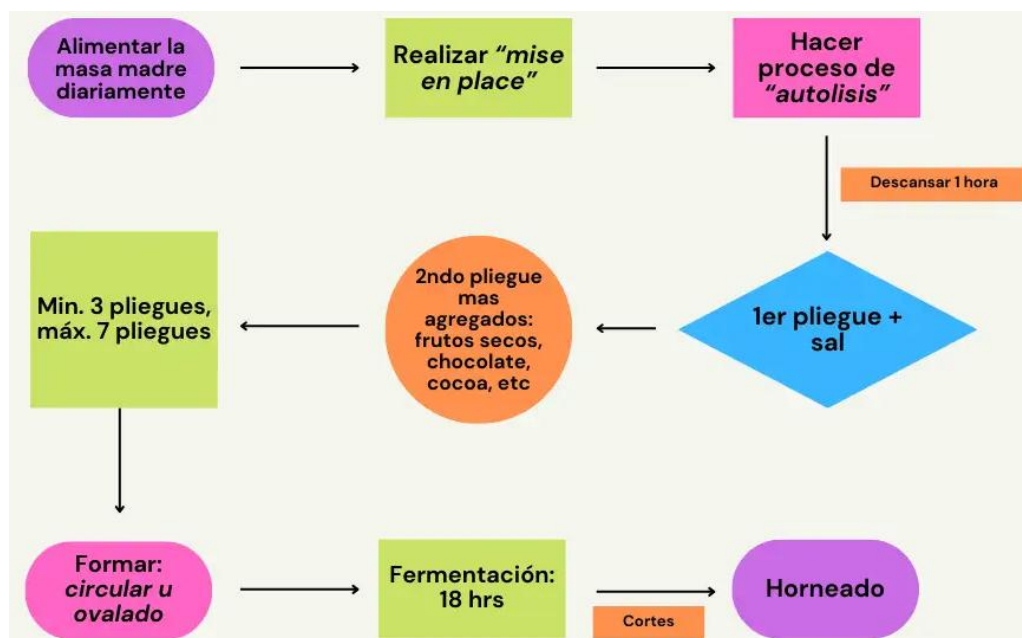 Alimentar la
masa madre
diariamente
Realizar “mise
en place”
Hacer
proceso de
“autolisis”
Descansar 1 hora
1er pliegue +
sal
2ndo pliegue
mas
agregados:
frutos secos,
chocolate,
cocoa, etc
Min. 3 pliegues,
máx. 7 pliegues
Formar:
circular u
ovalado
Fermentación:
18 hrs
Cortes
Horneado